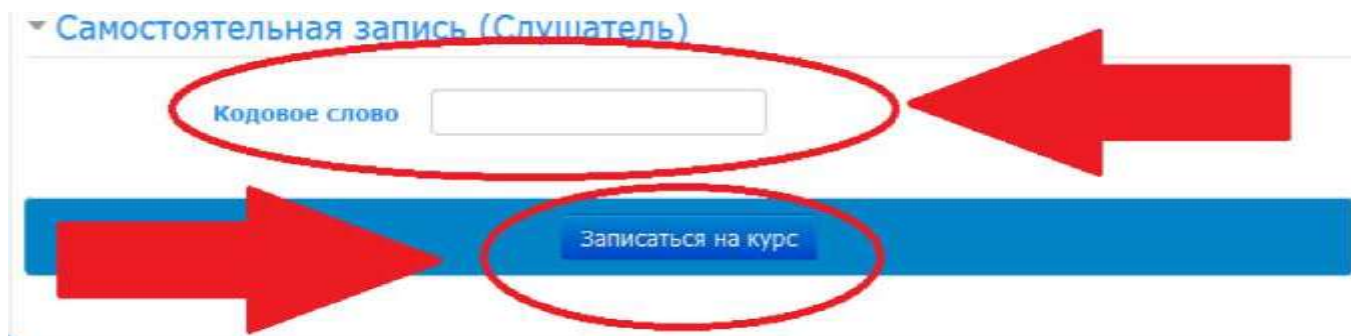 Самостоятельная запись (Слушатель)
Кодовое слово
Записаться на курс